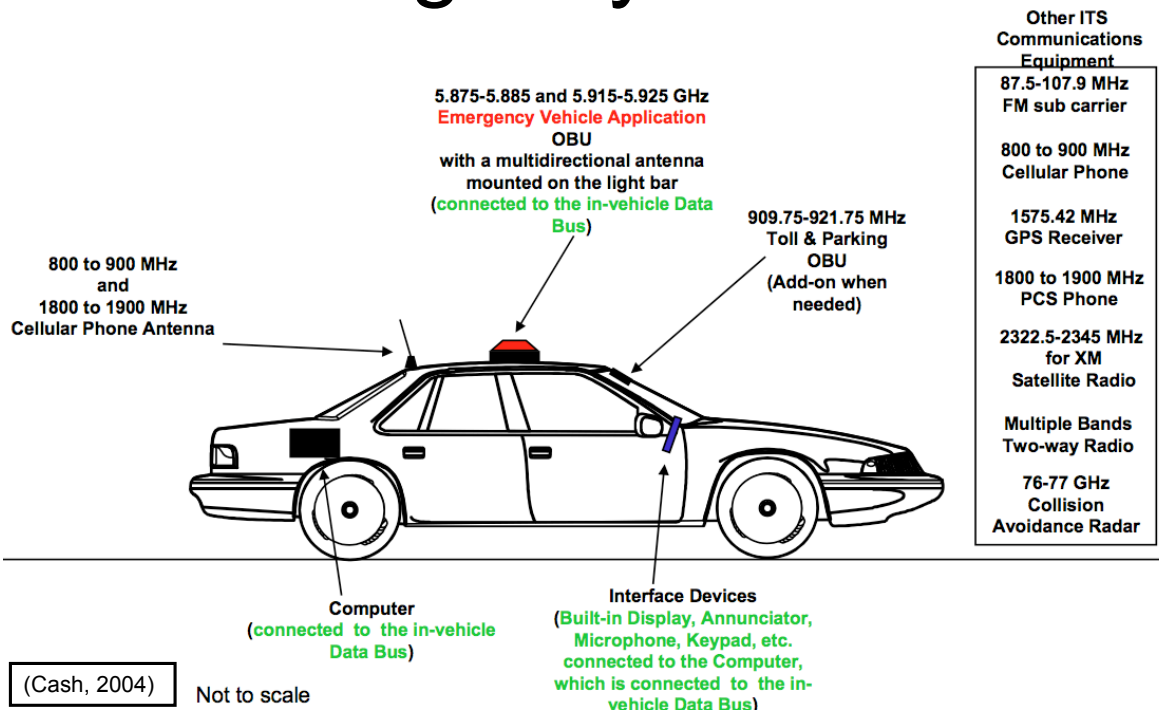 Other ITS
Communications
Equipment
87.5-107.9 MHz
FM sub carrier
800 to 900 MHz
Cellular Phone
1575.42 MHz
GPS Receiver
1800 to 1900 MHz
PCS Phone
2322.5-2345 MHz
for XM
Satellite Radio
Multiple Bands
Two-way Radio
76-77 GHz
Collision
Avoidance Radar
5.875-5.885 and 5.915-5.925 GHz
Emergency Vehicle Application
OBU
with a multidirectional antenna
mounted on the light bar
(connected to the in-vehicle Data
Bus)
909.75-921.75 MHz
Toll & Parking
OBU
(Add-on when
needed)
800 to 900 MHz
and
1800 to 1900 MHz
Cellular Phone Antenna
Computer
(connected to the in-vehicle
Data Bus)
Interface Devices
(Built-in Display, Annunciator,
Microphone, Keypad, etc.
connected to the Computer,
which is connected to the in-
vehicle Data Bus)
(Cash, 2004)
Not to scale